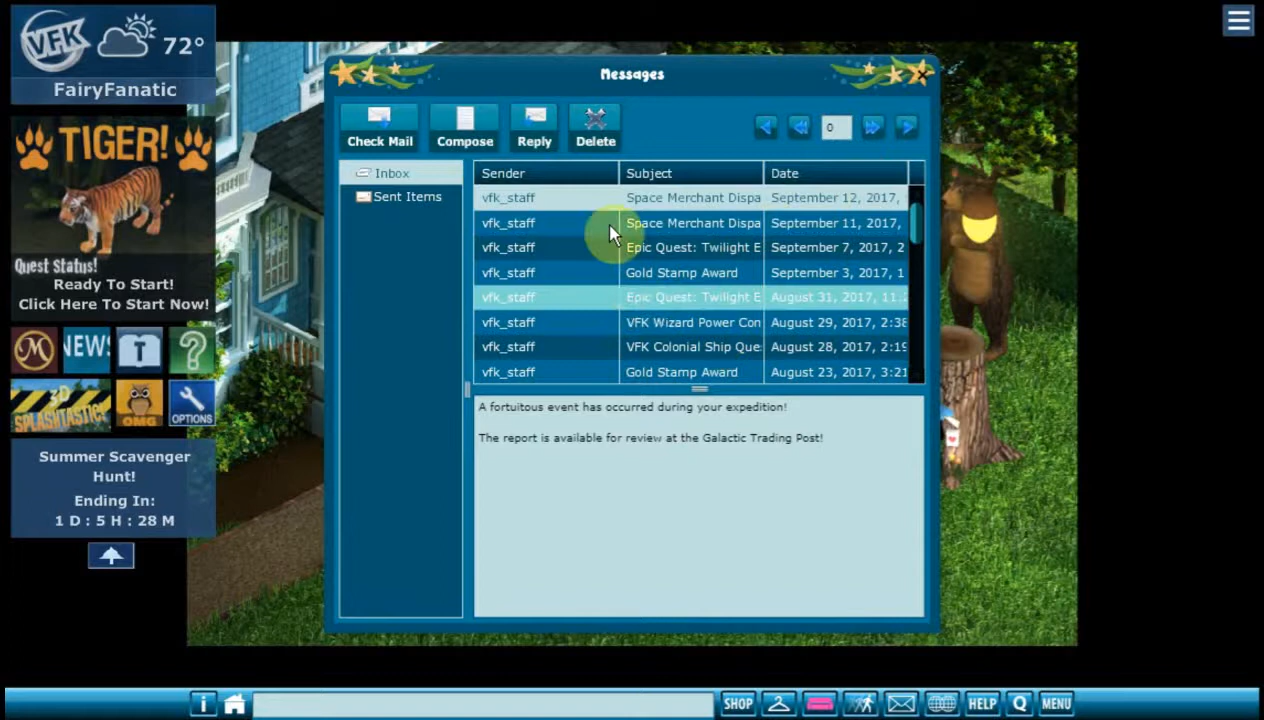 VFK
72°
FairyFanatic
TIGER!
Quest Status!
Ready To Start!
Click Here To Start Now!
M
NEWS
T
?
3D
SPLASHTASTIC!
OMG
OPTIONS
Summer Scavenger
Hunt!
Ending In:
1 D : 5 H : 28 M
Messages
Check Mail
Compose
Reply
Delete
0
Inbox
Sent Items
Sender Subject Date
vfk_staff Space Merchant Dispa September 12, 2017,
vfk_staff Space Merchant Dispa September 11, 2017,
vfk_staff Epic Quest: Twilight E September 7, 2017, 2
vfk_staff Gold Stamp Award September 3, 2017, 1
vfk_staff Epic Quest: Twilight E August 31, 2017, 11:2
vfk_staff VFK Wizard Power Con August 29, 2017, 2:38
vfk_staff VFK Colonial Ship Que August 28, 2017, 2:19
vfk_staff Gold Stamp Award August 23, 2017, 3:21
A fortuitous event has occurred during your expedition!
The report is available for review at the Galactic Trading Post!
i
SHOP
HELP
Q
MENU